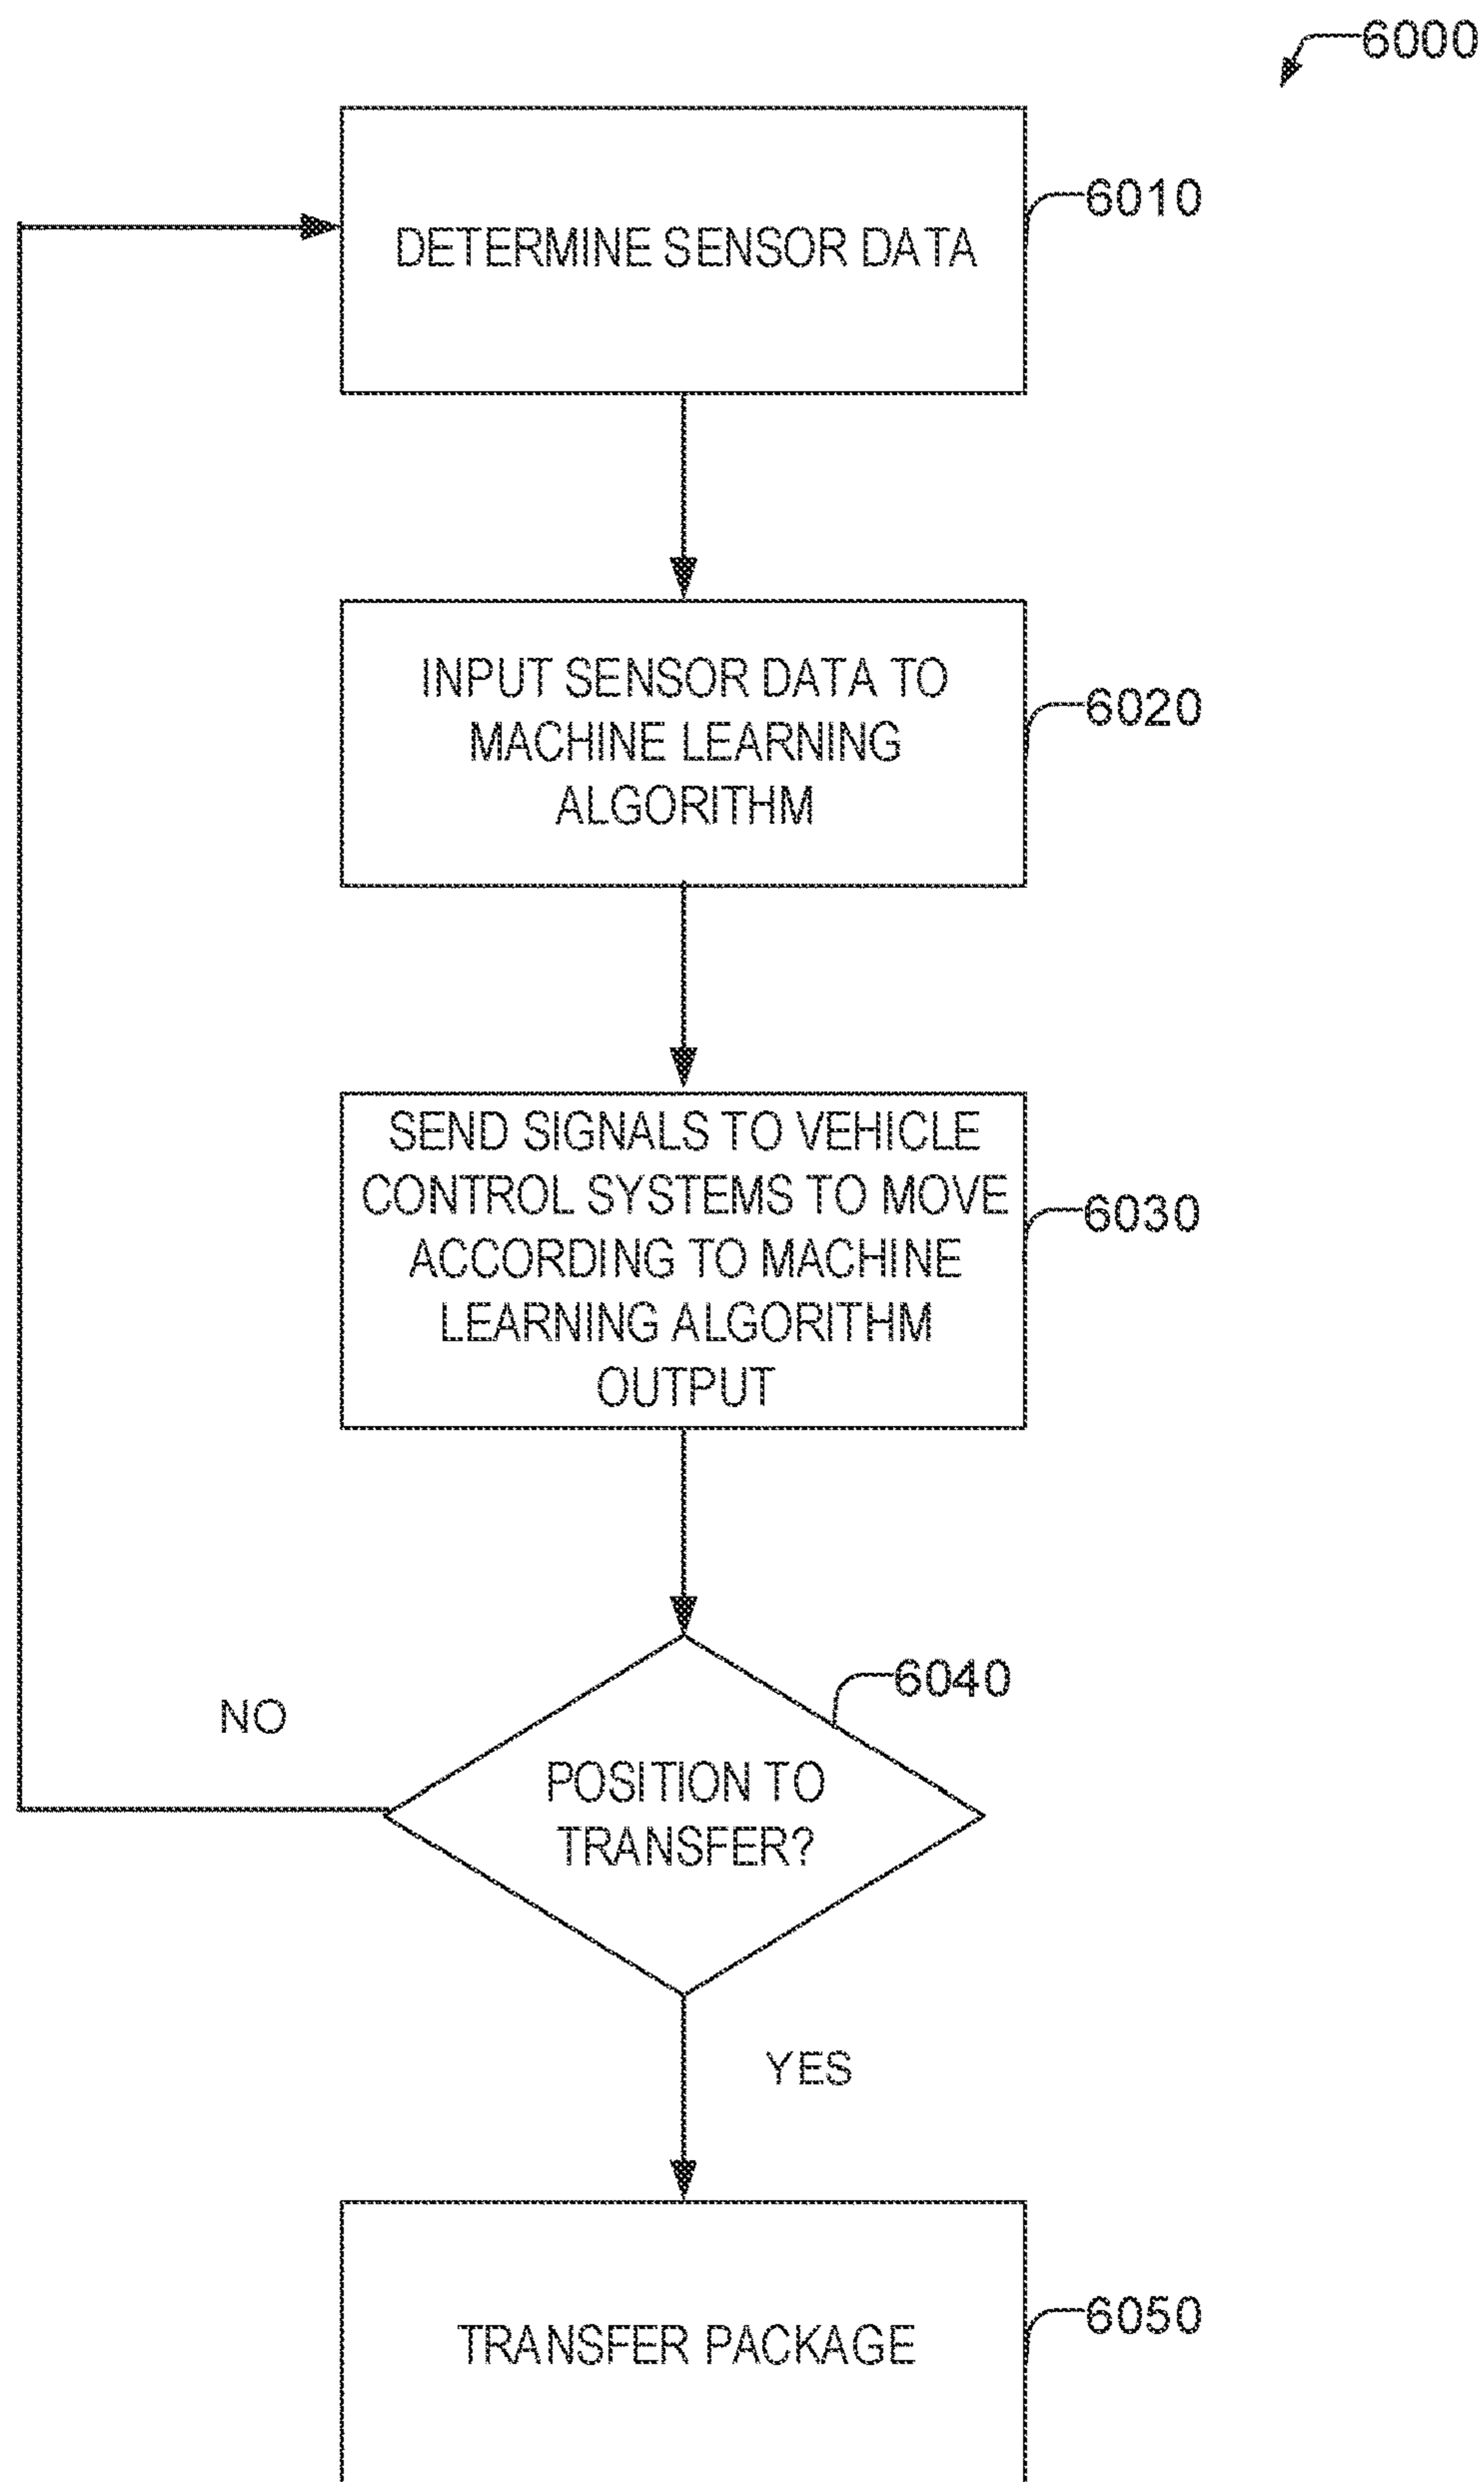 6000
DETERMINE SENSOR DATA
6010
INPUT SENSOR DATA TO
MACHINE LEARNING
ALGORITHM
6020
SEND SIGNALS TO VEHICLE
CONTROL SYSTEMS TO MOVE
ACCORDING TO MACHINE
LEARNING ALGORITHM
OUTPUT
6030
6040
NO
POSITION TO
TRANSFER?
YES
TRANSFER PACKAGE
6050